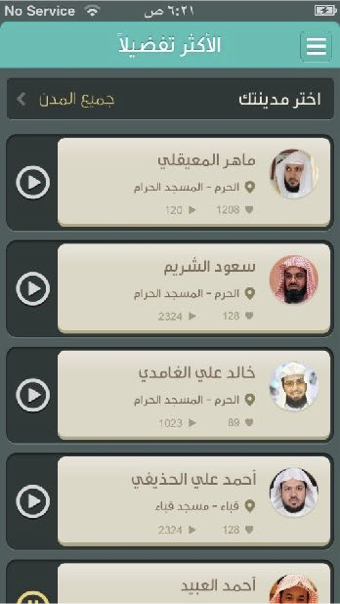 No Service ٦:٢١ ص
الأكثر تفضيلاً
اختر مدينتك جميع المدن
ماهر المعيقلي
الحرم - المسجد الحرام
1208 120
سعود الشريم
الحرم - المسجد الحرام
128 2324
خالد علي الغامدي
الحرم - المسجد الحرام
89 1023
أحمد علي الحذيفي
قباء - مسجد قباء
128 2324
أحمد العبيد